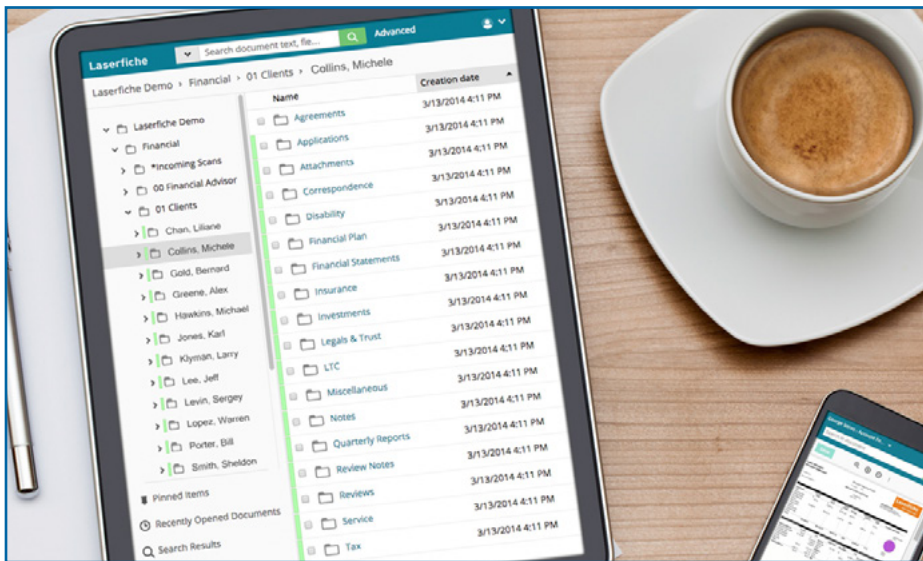 Laserfiche
Search document text, fie...
Advanced
Laserfiche Demo › Financial › 01 Clients › Collins, Michele
Laserfiche Demo
Financial
*Incoming Scans
00 Financial Advisor
01 Clients
Chan, Liliane
Collins, Michele
Gold, Bernard
Greene, Alex
Hawkins, Michael
Jones, Karl
Klyman, Larry
Lee, Jeff
Levin, Sergey
Lopez, Warren
Porter, Bill
Smith, Sheldon
Pinned Items
Recently Opened Documents
Search Results
Name Creation date
Agreements 3/13/2014 4:11 PM
Applications 3/13/2014 4:11 PM
Attachments 3/13/2014 4:11 PM
Correspondence 3/13/2014 4:11 PM
Disability 3/13/2014 4:11 PM
Financial Plan 3/13/2014 4:11 PM
Financial Statements 3/13/2014 4:11 PM
Insurance 3/13/2014 4:11 PM
Investments 3/13/2014 4:11 PM
Legals & Trust 3/13/2014 4:11 PM
LTC 3/13/2014 4:11 PM
Miscellaneous 3/13/2014 4:11 PM
Notes 3/13/2014 4:11 PM
Quarterly Reports 3/13/2014 4:11 PM
Review Notes 3/13/2014 4:11 PM
Reviews 3/13/2014 4:11 PM
Service 3/13/2014 4:11 PM
Tax